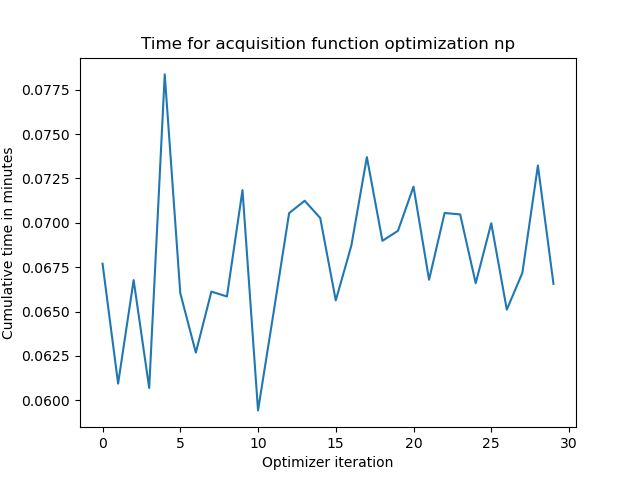 Time for acquisition function optimization np
Cumulative time in minutes
0.0775
0.0750
0.0725
0.0700
0.0675
0.0650
0.0625
0.0600
0 5 10 15 20 25 30
Optimizer iteration